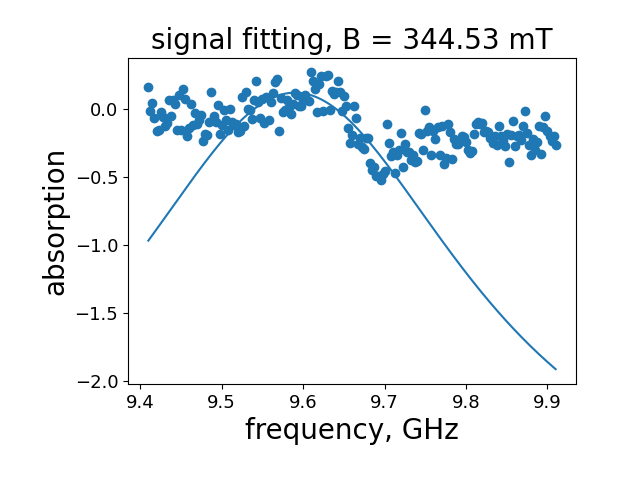 signal fitting, B = 344.53 mT
absorption
0.0
−0.5
−1.0
−1.5
−2.0
9.4 9.5 9.6 9.7 9.8 9.9
frequency, GHz